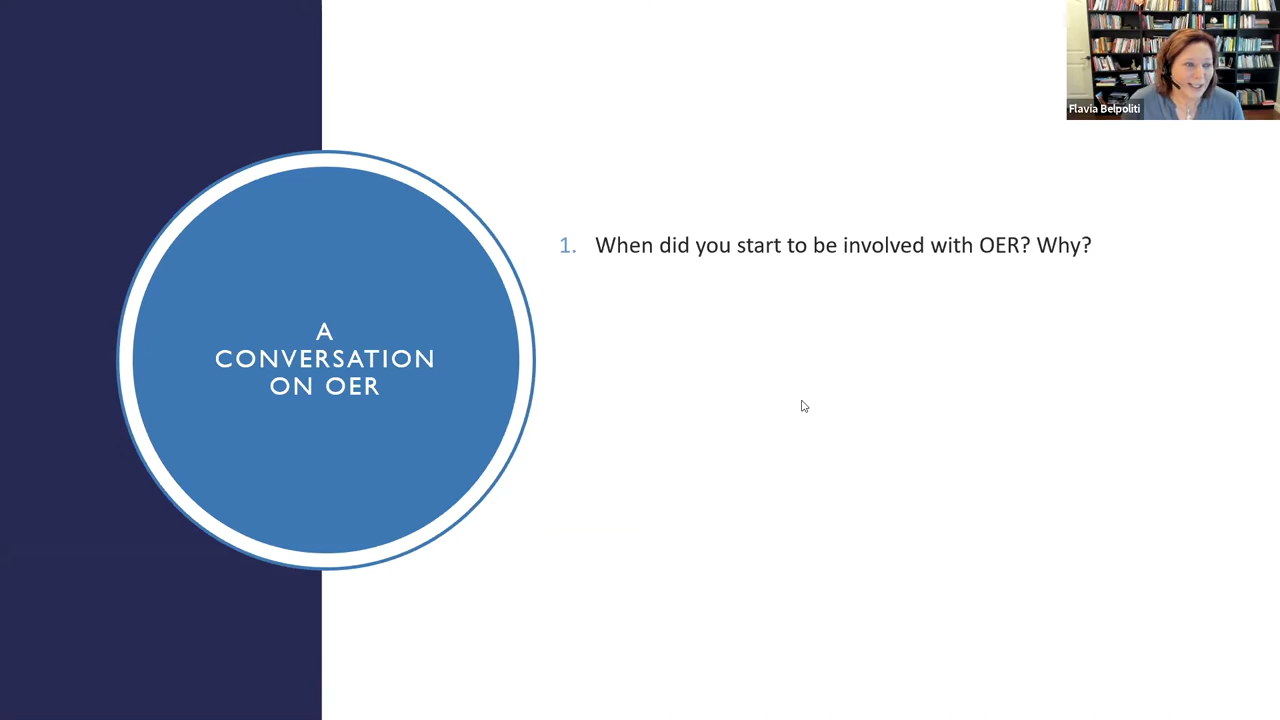 Flavia Belpoliti
1. When did you start to be involved with OER? Why?
A
CONVERSATION
ON OER